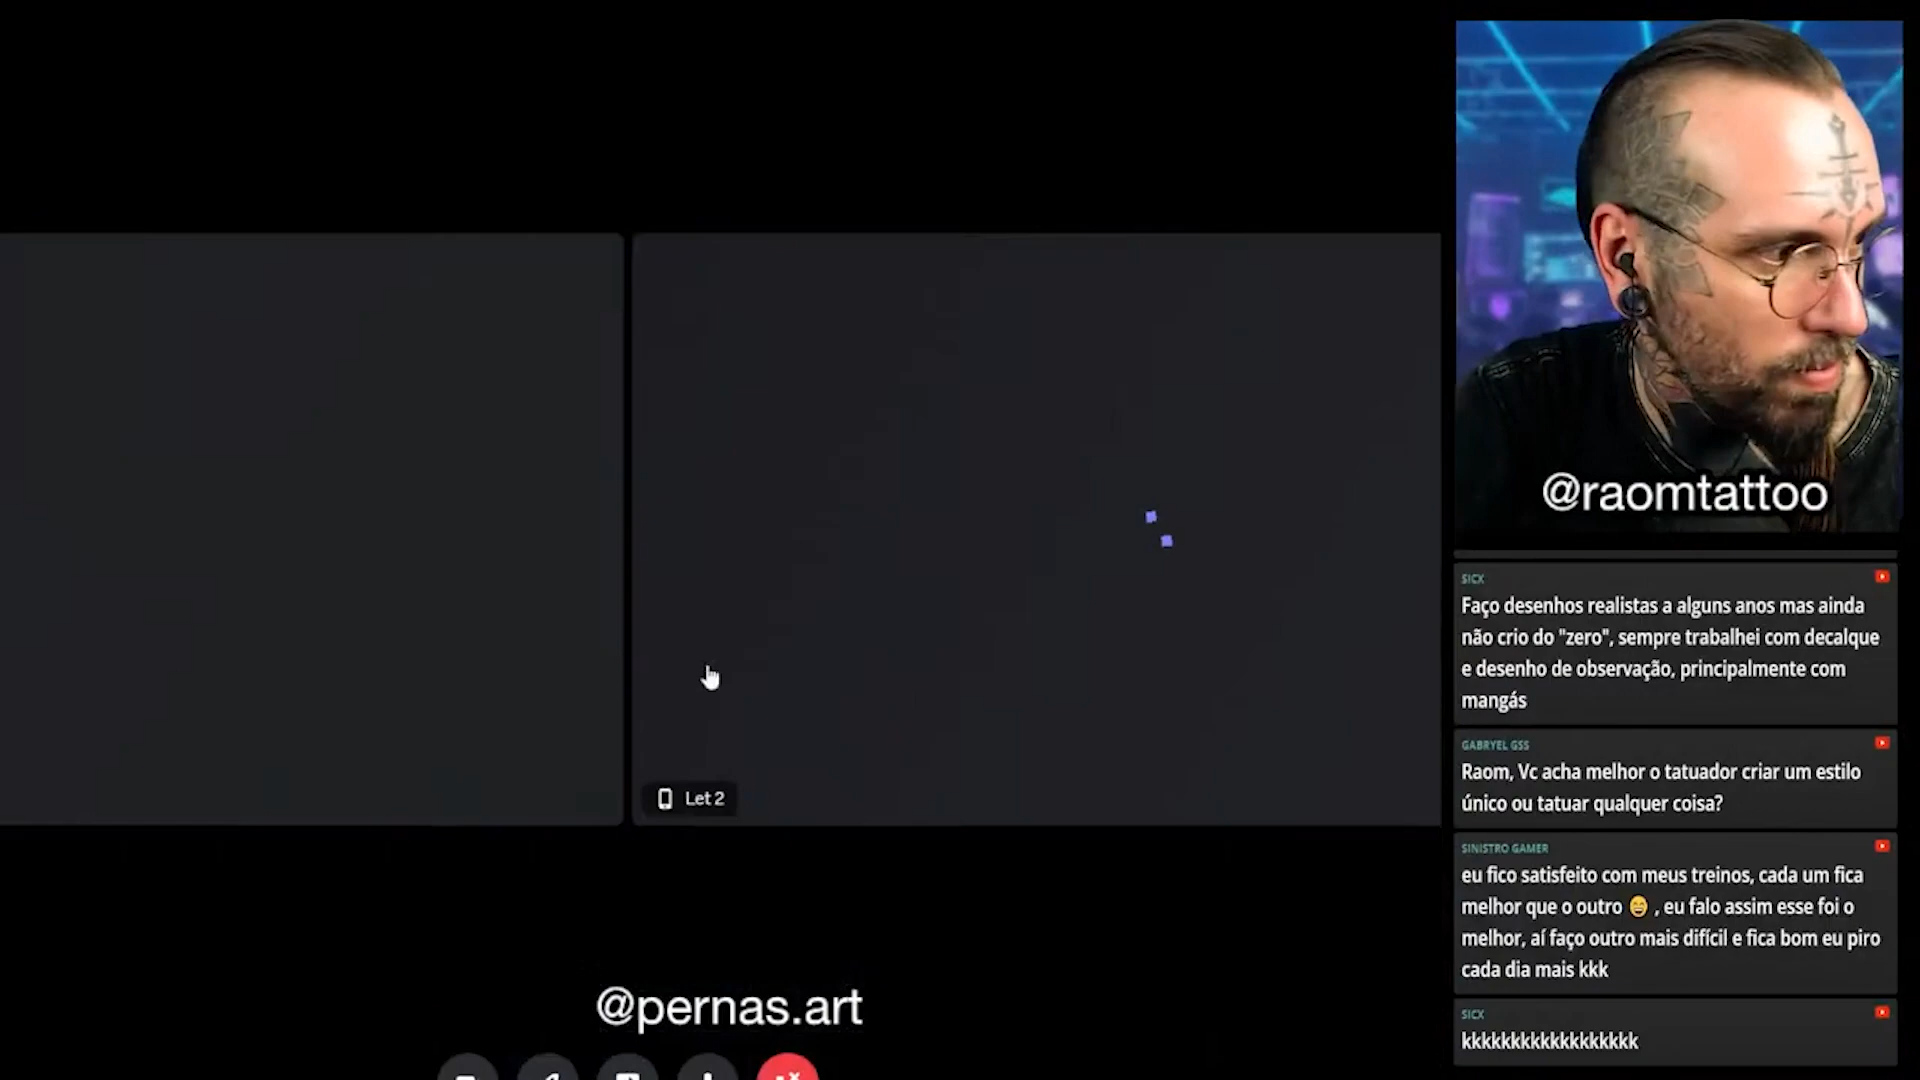 @raomtattoo
SICX
Faço desenhos realistas a alguns anos mas ainda
não crio do "zero", sempre trabalhei com decalque
e desenho de observação, principalmente com
mangás
GABRYEL GSS
Raom, Vc acha melhor o tatuador criar um estilo
único ou tatuar qualquer coisa?
SINISTRO GAMER
eu fico satisfeito com meus treinos, cada um fica
melhor que o outro 😄 , eu falo assim esse foi o
melhor, aí faço outro mais difícil e fica bom eu piro
cada dia mais kkk
SICX
kkkkkkkkkkkkkkkkkk
Let 2
@pernas.art